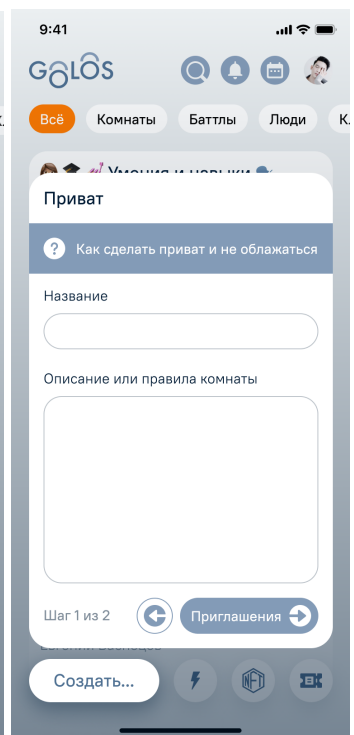 9:41
GOLOS
Всё Комнаты Баттлы Люди К
Умения и навыки
Приват
? Как сделать приват и не облажаться
Название
Описание или правила комнаты
Шаг 1 из 2 Приглашения
Создать... NFT